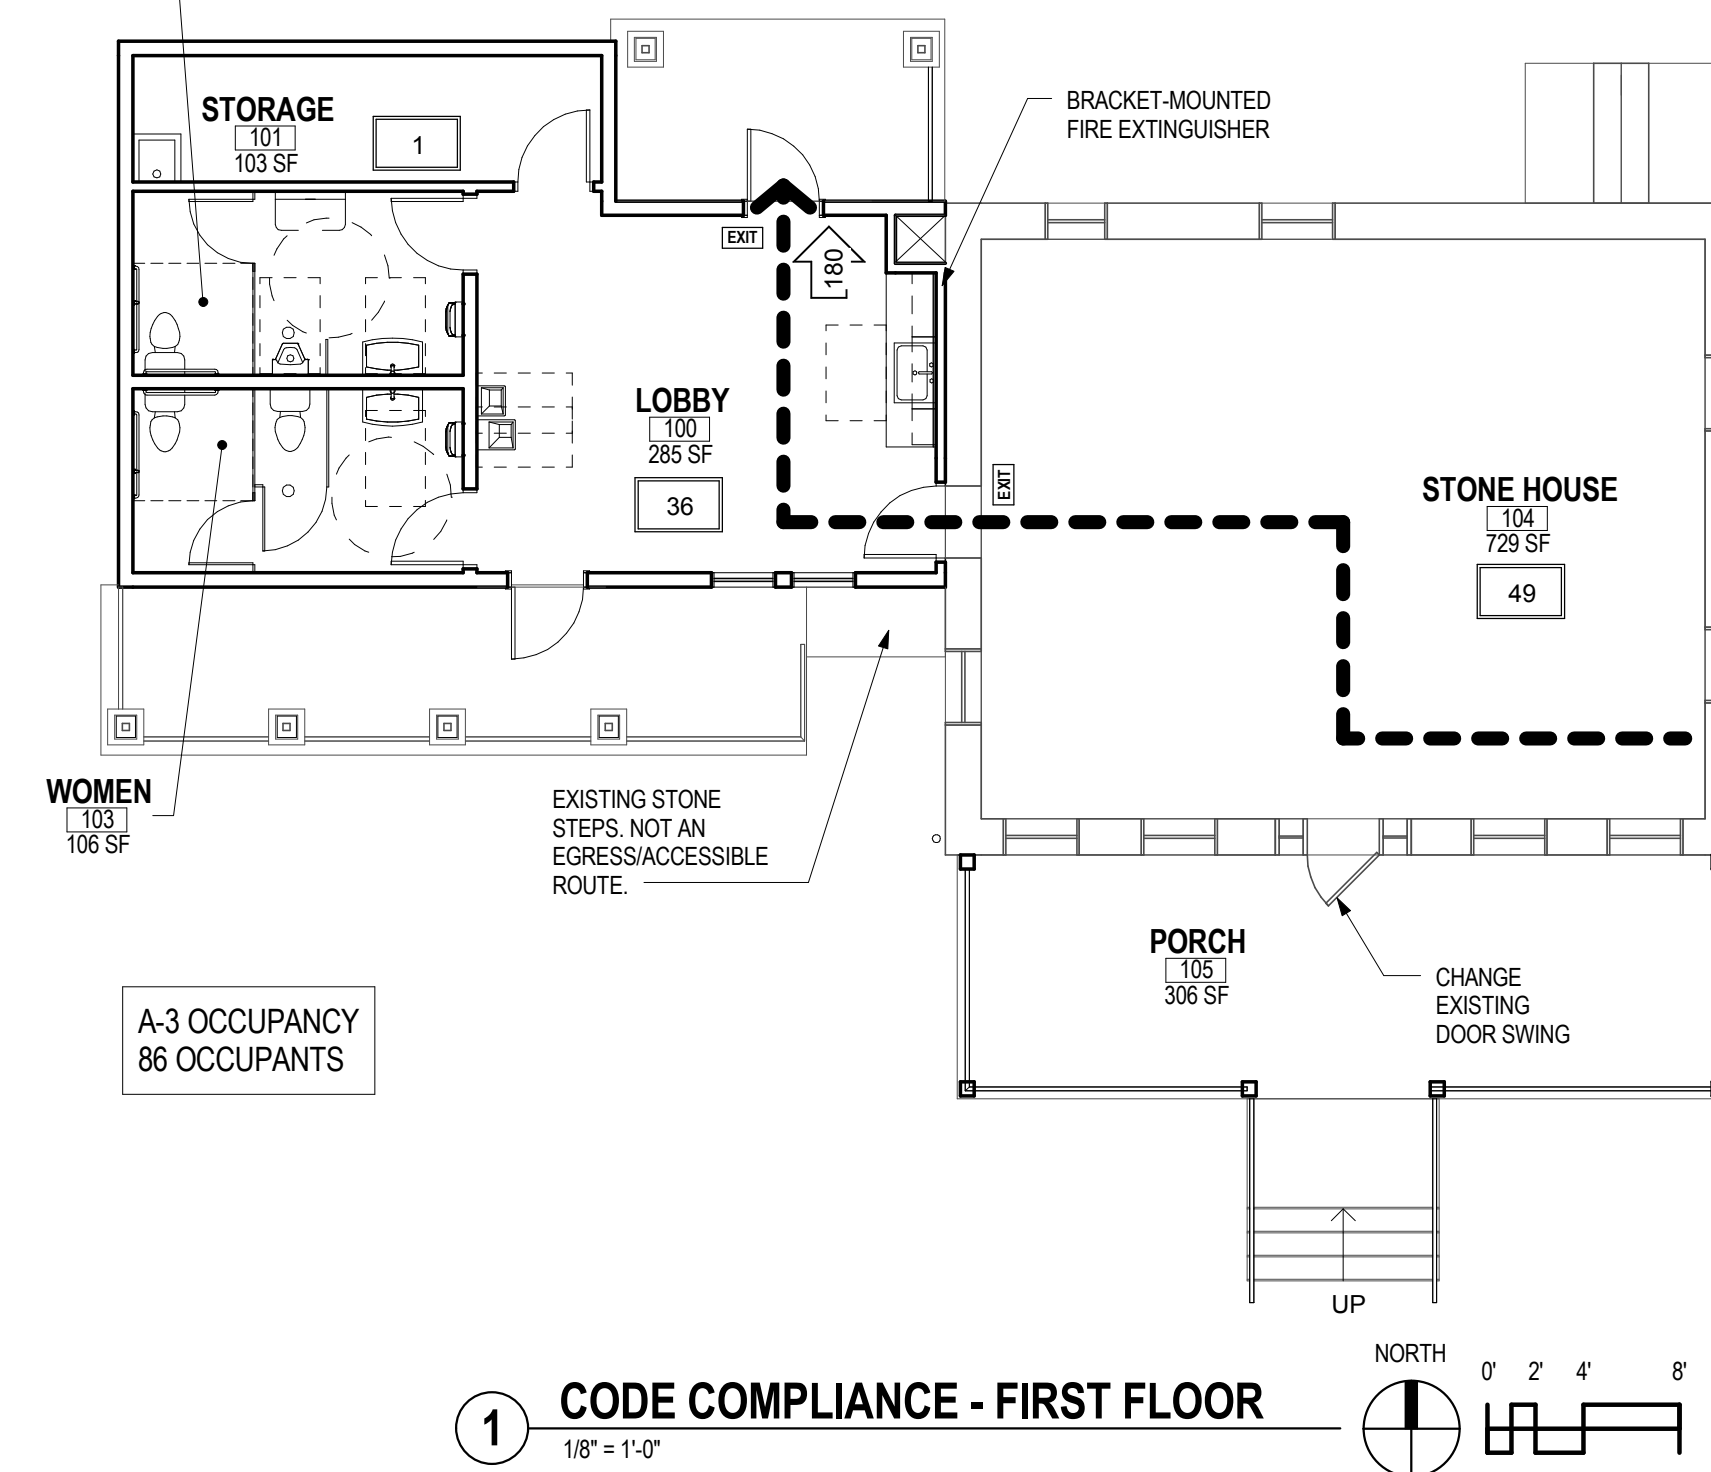 STORAGE
101
103 SF
1
BRACKET-MOUNTED
FIRE EXTINGUISHER
EXIT
180
LOBBY
100
285 SF
36
EXIT
STONE HOUSE
104
729 SF
49
WOMEN
103
106 SF
EXISTING STONE
STEPS. NOT AN
EGRESS/ACCESSIBLE
ROUTE.
PORCH
105
306 SF
CHANGE
EXISTING
DOOR SWING
A-3 OCCUPANCY
86 OCCUPANTS
UP
NORTH
0' 2' 4' 8'
1
CODE COMPLIANCE - FIRST FLOOR
1/8" = 1'-0"